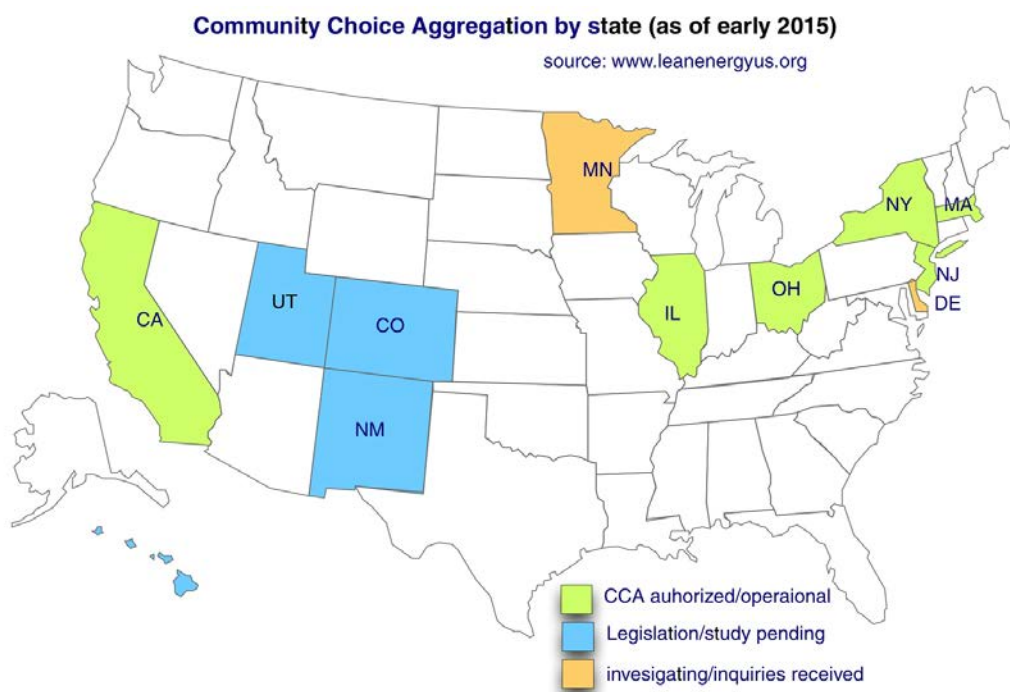 Community Choice Aggregation by state (as of early 2015)
source: www.leanenergyus.org
MN
NY
MA
NJ
DE
OH
IL
UT
CO
CA
NM
CCA auhorized/operaional
Legislation/study pending
invesigating/inquiries received